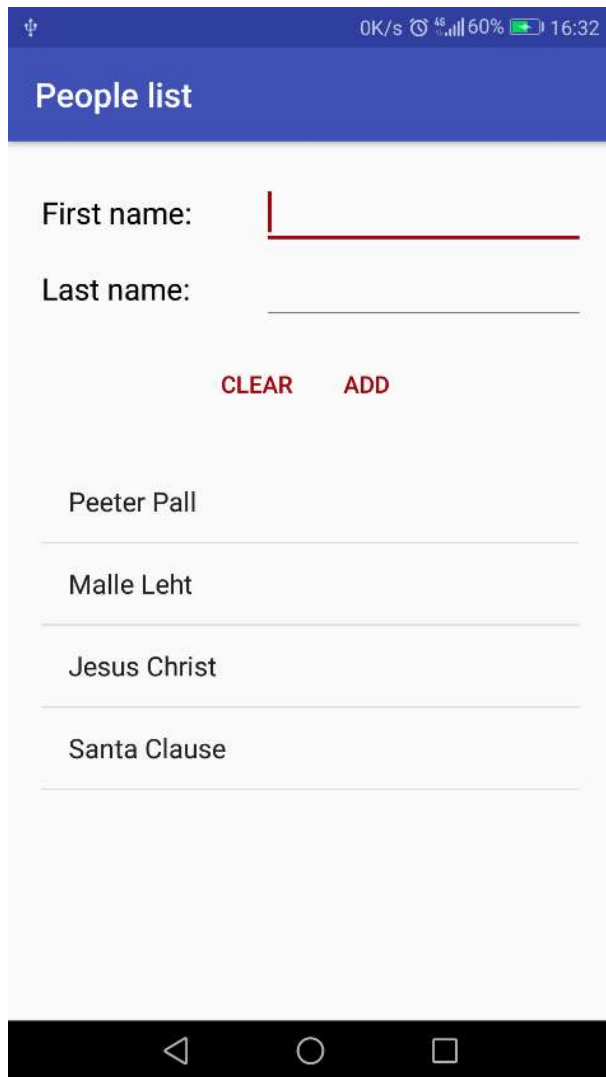 0K/s 4G 60% 16:32
People list
First name:
Last name:
CLEAR ADD
Peeter Pall
Malle Leht
Jesus Christ
Santa Clause